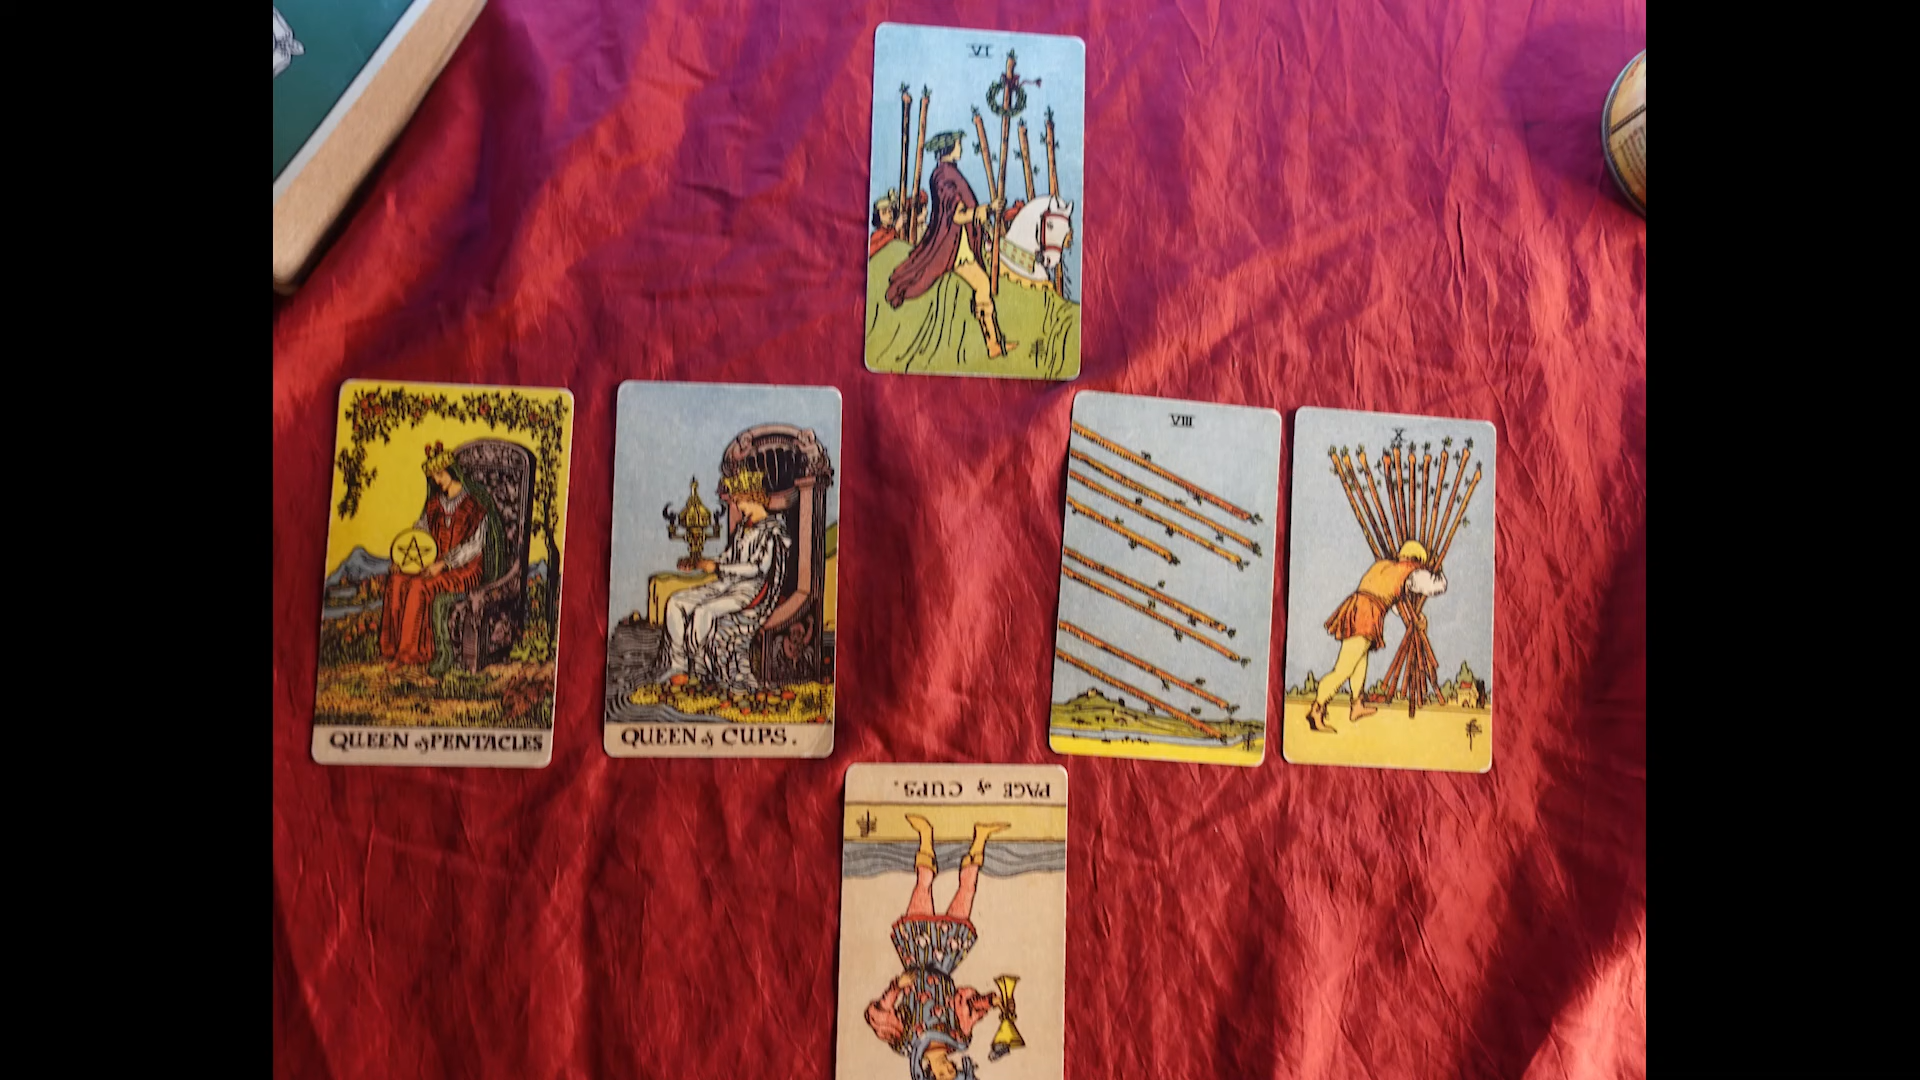 VI
VIII
X
QUEEN of PENTACLES
QUEEN of CUPS.
PAGE of CUPS.